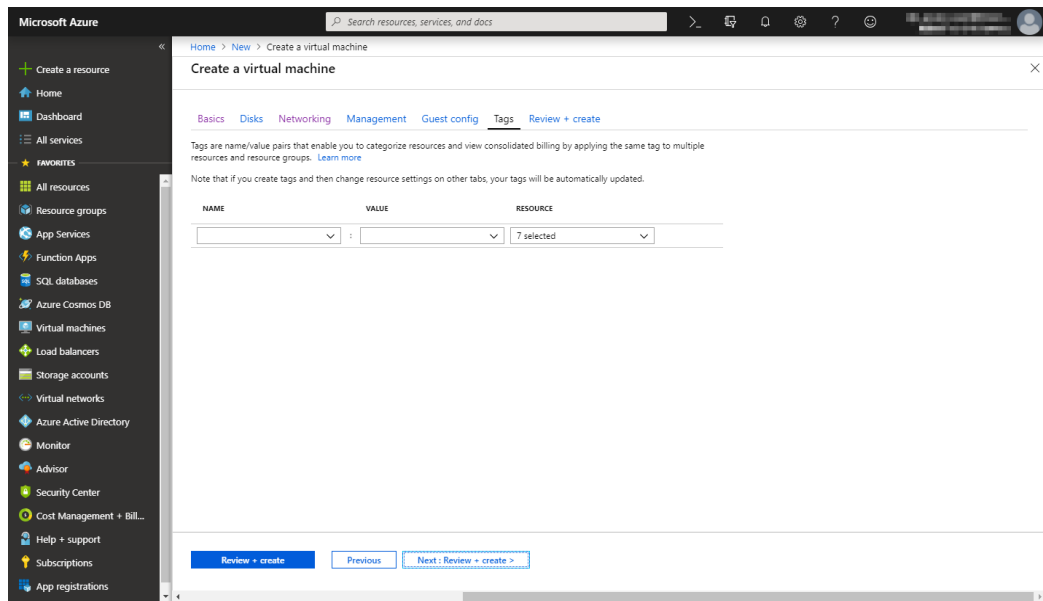 Microsoft Azure
Search resources, services, and docs
Home > New > Create a virtual machine
Create a virtual machine
Create a resource
Home
Dashboard
All services
FAVORITES
All resources
Resource groups
App Services
Function Apps
SQL databases
Azure Cosmos DB
Virtual machines
Load balancers
Storage accounts
Virtual networks
Azure Active Directory
Monitor
Advisor
Security Center
Cost Management + Bill...
Help + support
Subscriptions
App registrations
Basics Disks Networking Management Guest config Tags Review + create
Tags are name/value pairs that enable you to categorize resources and view consolidated billing by applying the same tag to multiple
resources and resource groups. Learn more
Note that if you create tags and then change resource settings on other tabs, your tags will be automatically updated.
NAME VALUE RESOURCE
: 7 selected
Review + create Previous Next : Review + create >